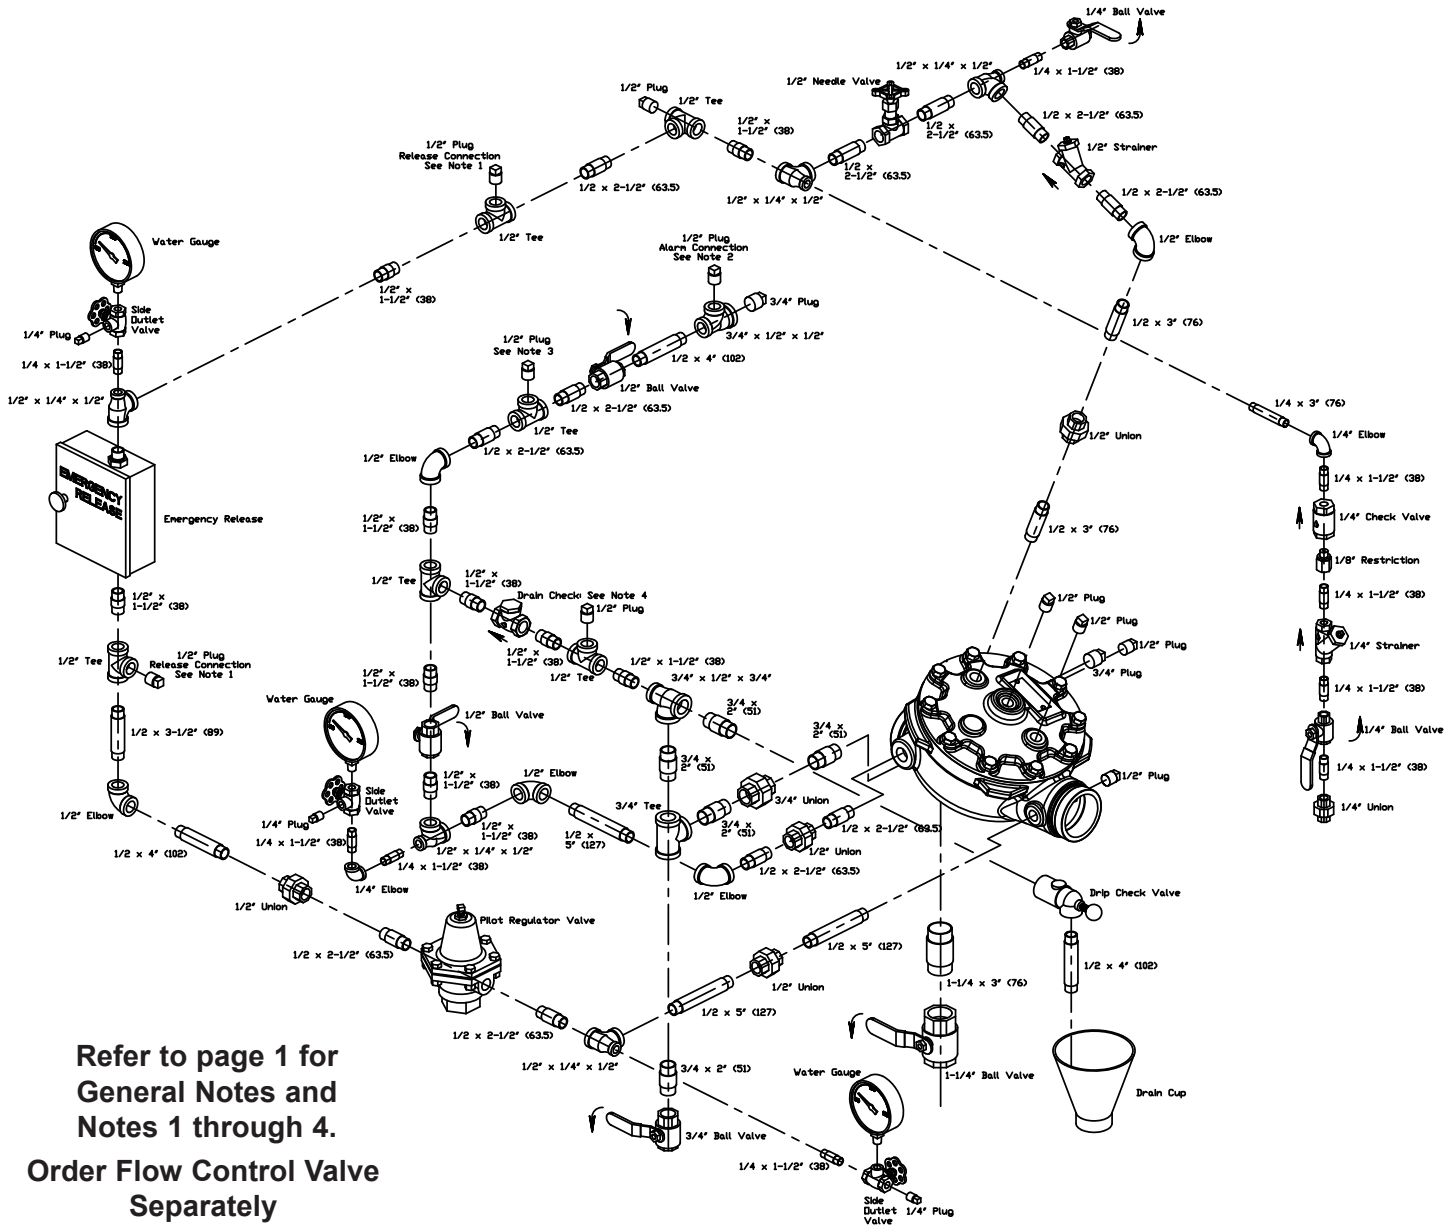 1/4" Ball Valve
1/2" x 1/4" x 1/2"
1/4 x 1-1/2" (38)
1/2" Needle Valve
1/2" Plug
1/2" Tee
1/2 x 2-1/2" (63.5)
1/2" x
1-1/2" (38)
1/2 x
2-1/2" (63.5)
1/2" Strainer
1/2" Plug
Release Connection
See Note 1
1/2 x 2-1/2" (63.5)
1/2 x
2-1/2" (63.5)
1/2 x 2-1/2" (63.5)
1/2" x 1/4" x 1/2"
1/2" Tee
1/2" Elbow
Water Gauge
1/2" Plug
Alarm Connection
See Note 2
1/2" x
1-1/2" (38)
3/4" Plug
Side
Outlet
Valve
1/4" Plug
1/2 x 3" (76)
1/2" Plug
See Note 3
3/4" x 1/2" x 1/2"
1/2 x 4" (102)
1/4 x 1-1/2" (38)
1/2" Ball Valve
1/2" x 1/4" x 1/2"
1/2 x 2-1/2" (63.5)
1/4 x 3" (76)
1/2" Tee
1/2" Union
1/4" Elbow
1/2 x 2-1/2" (63.5)
1/2" Elbow
EMERGENCY
RELEASE
1/4 x 1-1/2" (38)
Emergency Release
1/2" x
1-1/2" (38)
1/4" Check Valve
1/2 x 3" (76)
1/8" Restriction
1/2" Tee
1/2" x
1-1/2" (38)
1/2" x
1-1/2" (38)
Drain Check
See Note 4
1/2" Plug
1/2" Plug
1/2" Plug
1/4 x 1-1/2" (38)
1/2" Plug
3/4" Plug
1/4" Strainer
1/2" x
1-1/2" (38)
1/2" Tee
1/2" x 1-1/2" (38)
3/4" x 1/2" x 3/4"
1/2" Tee
1/2" Plug
Release Connection
See Note 1
1/2" x
1-1/2" (38)
1/4 x 1-1/2" (38)
Water Gauge
1/2" Ball Valve
3/4 x
2" (51)
3/4 x
2" (51)
1/2 x 3-1/2" (89)
1/4" Ball Valve
3/4 x
2" (51)
1/4 x 1-1/2" (38)
1/2" x
1-1/2" (38)
1/2" Elbow
1/2" Plug
Side
Outlet
Valve
3/4" Union
1/4" Union
1/2" Elbow
1/4" Plug
3/4" Tee
3/4 x
2" (51)
1/2" x
1-1/2" (38)
1/2 x
5" (127)
1/2 x 2-1/2" (63.5)
1/4 x 1-1/2" (38)
1/2" x 1/4" x 1/2"
1/2" Union
1/2 x 4" (102)
1/4 x 1-1/2" (38)
1/2 x 2-1/2" (63.5)
1/4" Elbow
1/2" Elbow
Drip Check Valve
1/2" Union
Pilot Regulator Valve
1/2 x 2-1/2" (63.5)
1/2 x 5" (127)
1/2 x 4" (102)
1/2" Union
1-1/4 x 3" (76)
1/2 x 5" (127)
1/2 x 2-1/2" (63.5)
1/2" x 1/4" x 1/2"
3/4 x 2" (51)
Water Gauge
1-1/4" Ball Valve
Drain Cup
3/4" Ball Valve
1/4 x 1-1/2" (38)
Side
Outlet
Valve
1/4" Plug
Refer to page 1 for
General Notes and
Notes 1 through 4.
Order Flow Control Valve
Separately